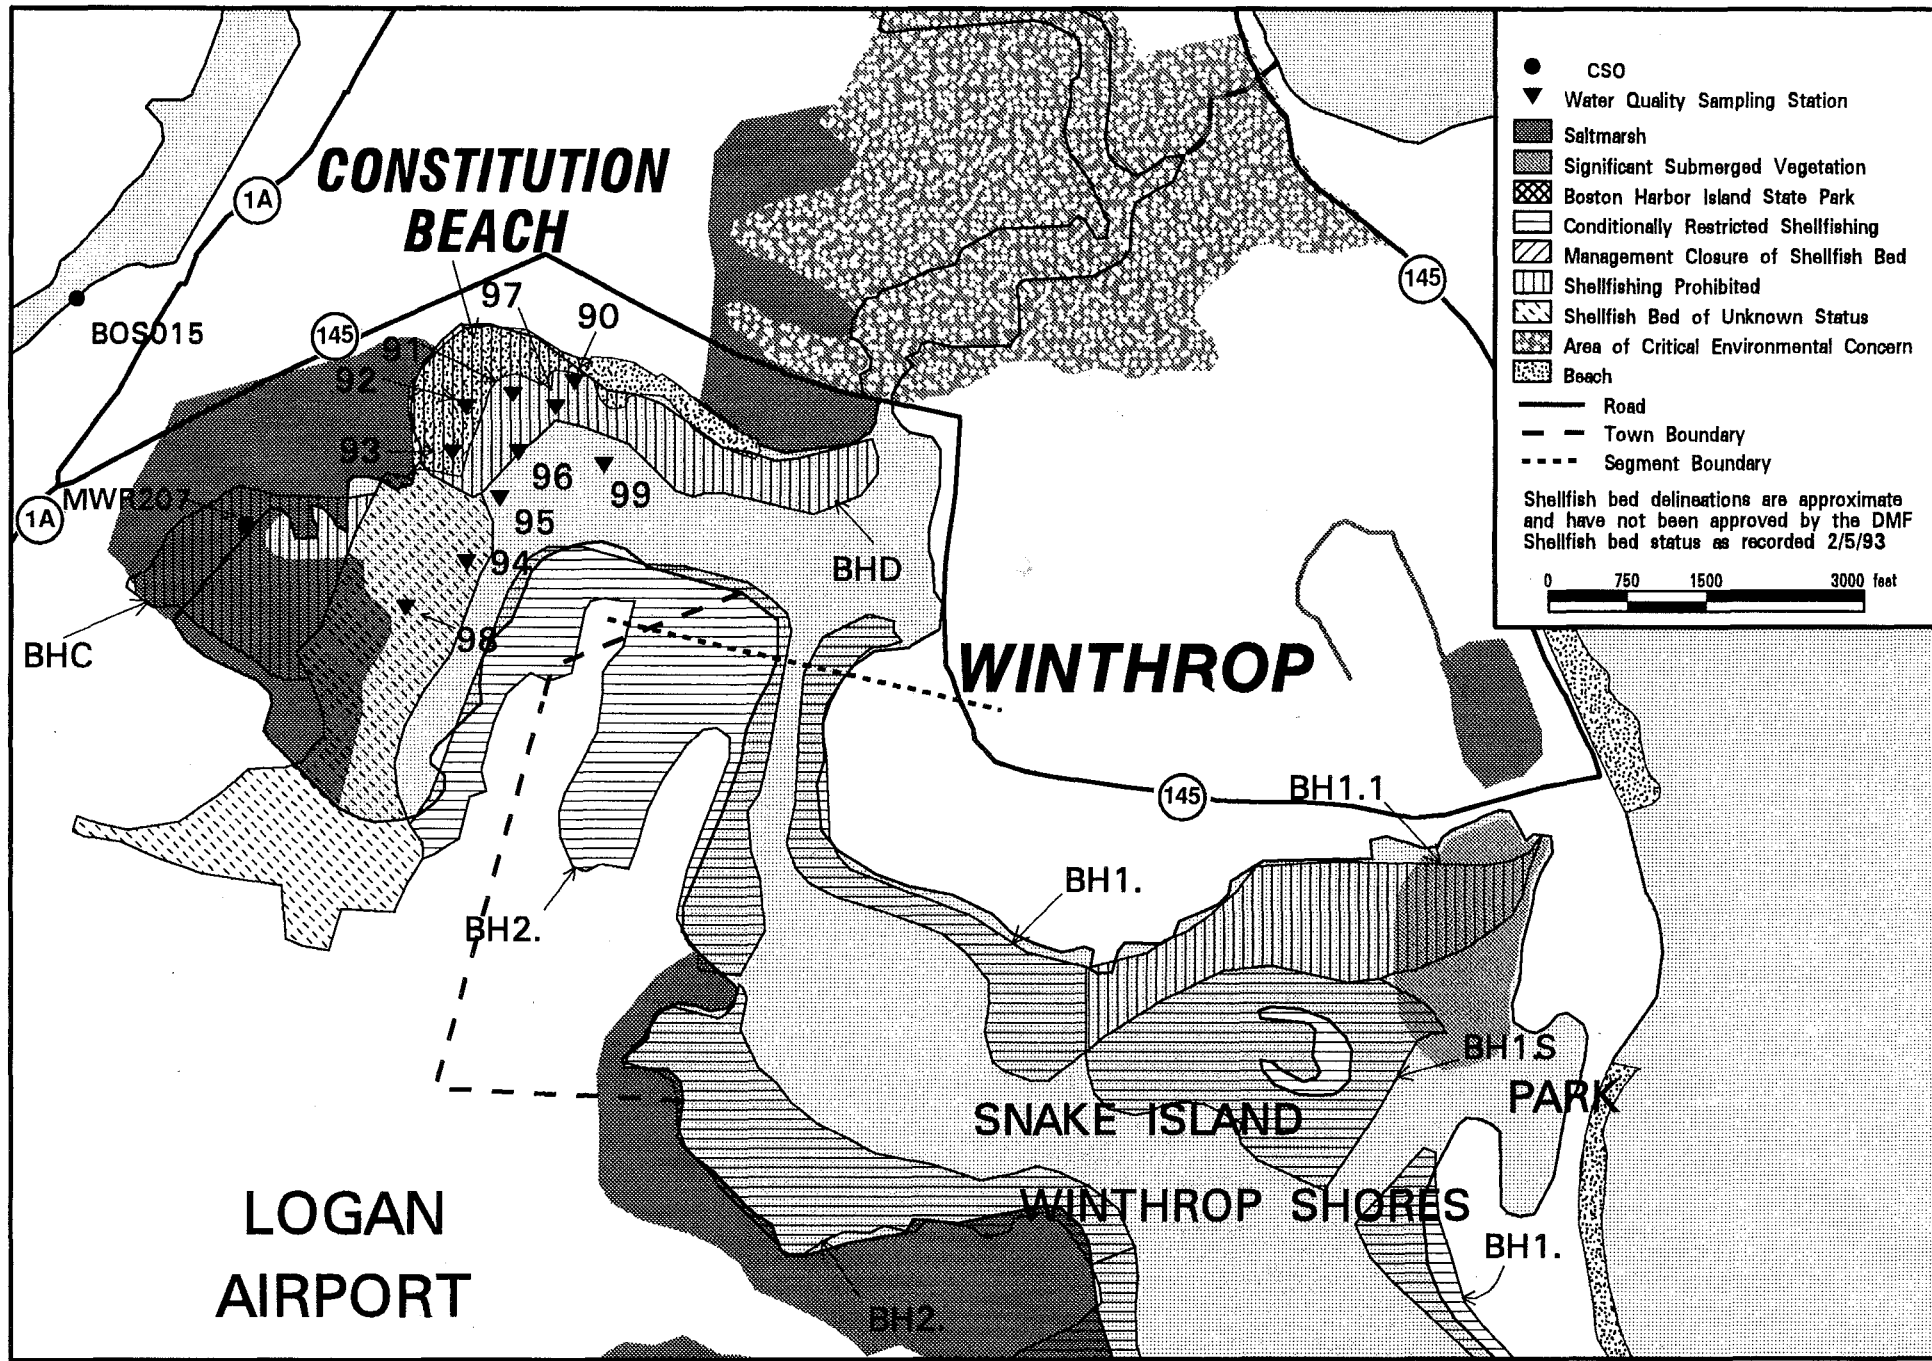 CSO
Water Quality Sampling Station
Saltmarsh
Significant Submerged Vegetation
Boston Harbor Island State Park
Conditionally Restricted Shellfishing
Management Closure of Shellfish Bed
Shellfishing Prohibited
Shellfish Bed of Unknown Status
Area of Critical Environmental Concern
Beach
Road
Town Boundary
Segment Boundary
Shellfish bed delineations are approximate
and have not been approved by the DMF
Shellfish bed status as recorded 2/5/93
0 750 1500 3000 feet
CONSTITUTION
BEACH
1A
145
BOS015
145
97
90
91
92
93
96
99
MWR207
1A
95
94
BHD
98
BHC
WINTHROP
145
BH1.1
BH1.
BH2.
BH1.S
PARK
SNAKE ISLAND
WINTHROP SHORES
LOGAN
AIRPORT
BH1.
BH2.